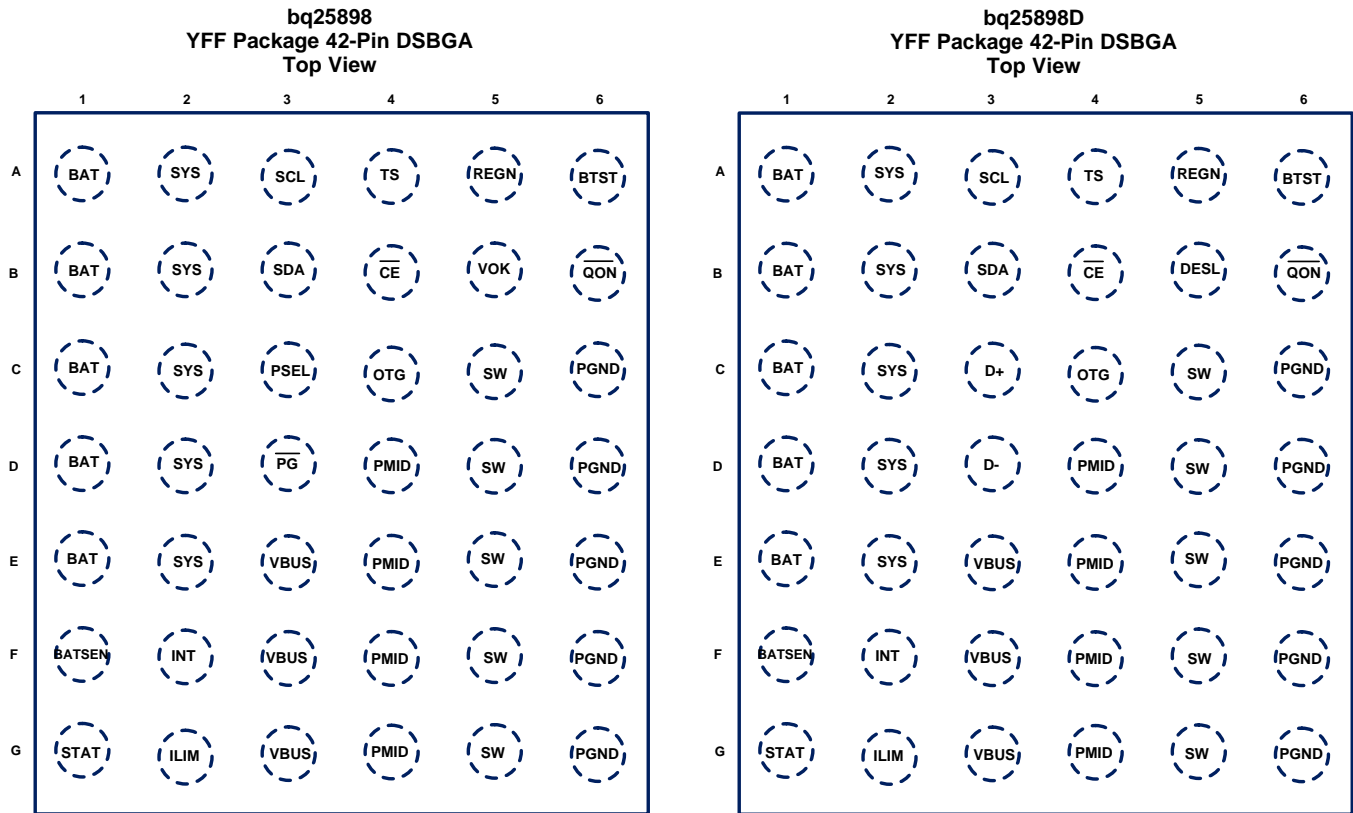 bq25898
YFF Package 42-Pin DSBGA
Top View
1 2 3 4 5 6
A BAT SYS SCL TS REGN BTST
B BAT SYS SDA C̅E̅ VOK Q̅O̅N̅
C BAT SYS PSEL OTG SW PGND
D BAT SYS P̅G̅ PMID SW PGND
E BAT SYS VBUS PMID SW PGND
F BATSEN INT VBUS PMID SW PGND
G STAT ILIM VBUS PMID SW PGND
bq25898D
YFF Package 42-Pin DSBGA
Top View
1 2 3 4 5 6
A BAT SYS SCL TS REGN BTST
B BAT SYS SDA C̅E̅ DESL Q̅O̅N̅
C BAT SYS D+ OTG SW PGND
D BAT SYS D- PMID SW PGND
E BAT SYS VBUS PMID SW PGND
F BATSEN INT VBUS PMID SW PGND
G STAT ILIM VBUS PMID SW PGND